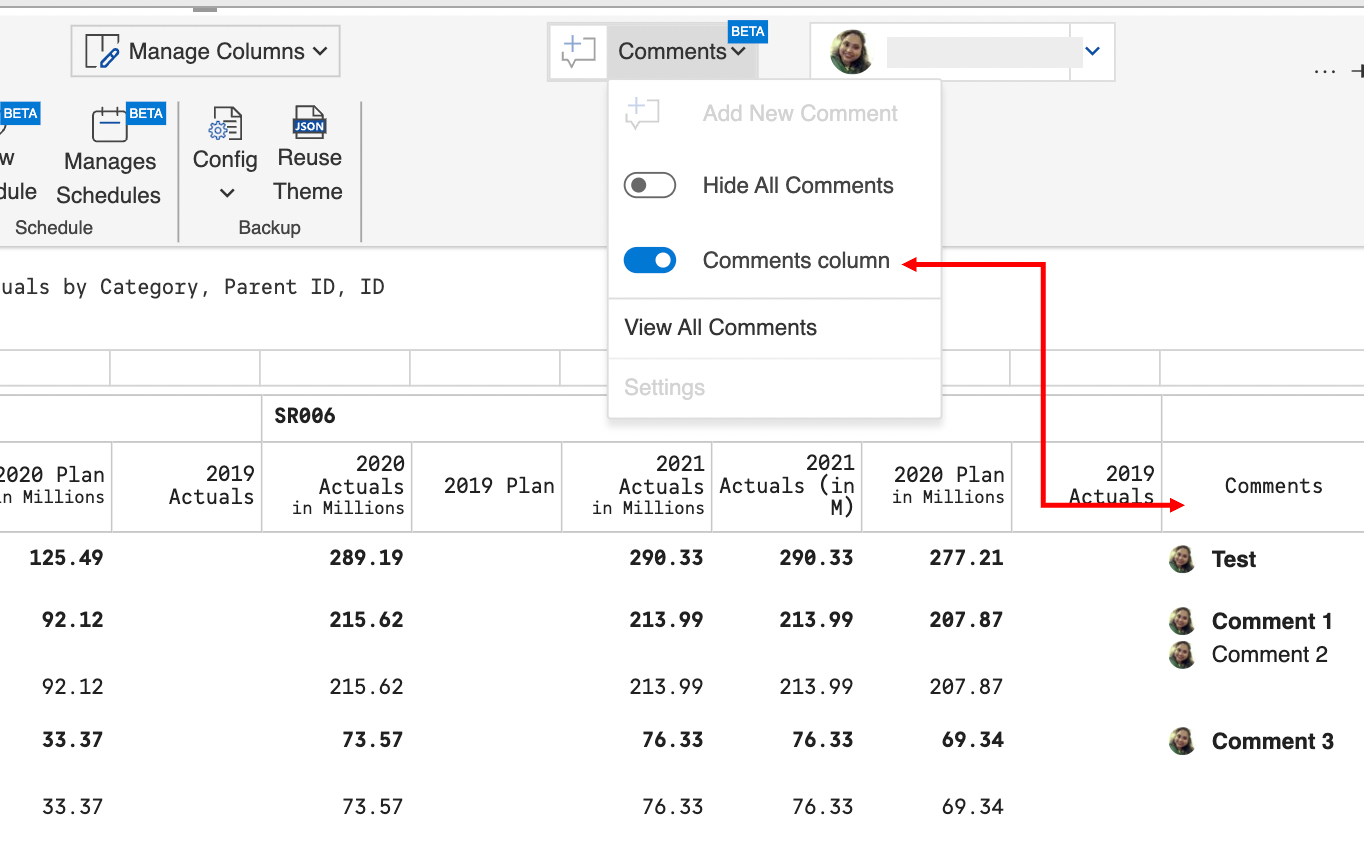 Manage Columns
Comments
BETA
...
BETA
w
dule
BETA
Manages
Schedules
Schedule
Config
JSON
Reuse
Theme
Backup
Add New Comment
Hide All Comments
Comments column
View All Comments
Settings
uals by Category, Parent ID, ID
SR006
2020 Plan
in Millions
2019
Actuals
2020
Actuals
in Millions
2019 Plan
2021
Actuals
in Millions
2021
Actuals (in
M)
2020 Plan
in Millions
2019
Actuals
Comments
125.49 289.19 290.33 290.33 277.21 Test
92.12 215.62 213.99 213.99 207.87 Comment 1
Comment 2
92.12 215.62 213.99 213.99 207.87
33.37 73.57 76.33 76.33 69.34 Comment 3
33.37 73.57 76.33 76.33 69.34